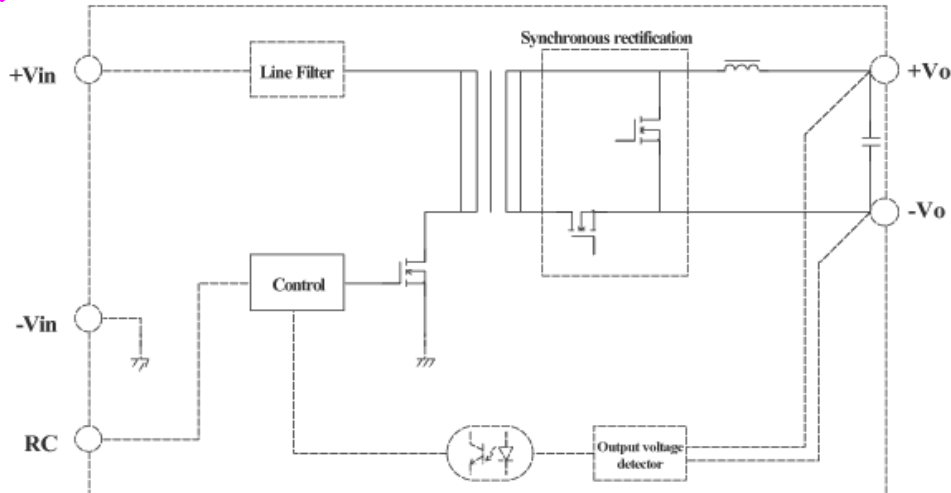 Synchronous rectification
+Vin
Line Filter
+Vo
-Vo
Control
-Vin
RC
Output voltage
detector